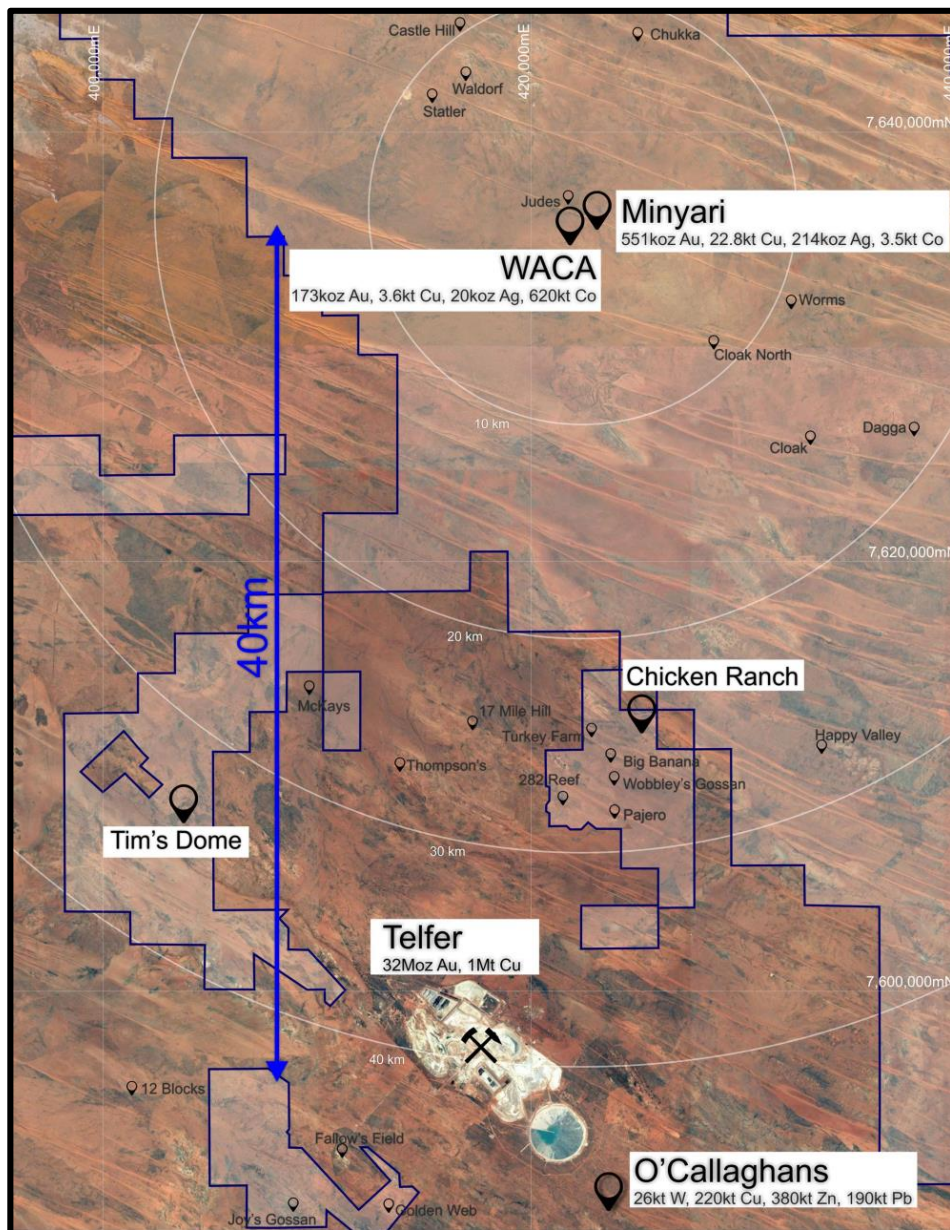 400,000mE
420,000mE
440,000mE
Castle Hill
Chukka
Waldorf
Statler
7,640,000mN
Judes
Minyari
551koz Au, 22.8kt Cu, 214koz Ag, 3.5kt Co
WACA
173koz Au, 3.6kt Cu, 20koz Ag, 620kt Co
Worms
Cloak North
10 km
Dagga
Cloak
7,620,000mN
40km
20 km
Chicken Ranch
McKays
17 Mile Hill
Turkey Farm
Happy Valley
Big Banana
Thompson's
282 Reef
Wobbley's Gossan
Pajero
Tim's Dome
30 km
Telfer
32Moz Au, 1Mt Cu
7,600,000mN
40 km
12 Blocks
Fallow's Field
O'Callaghans
26kt W, 220kt Cu, 380kt Zn, 190kt Pb
Joy's Gossan
Golden Web